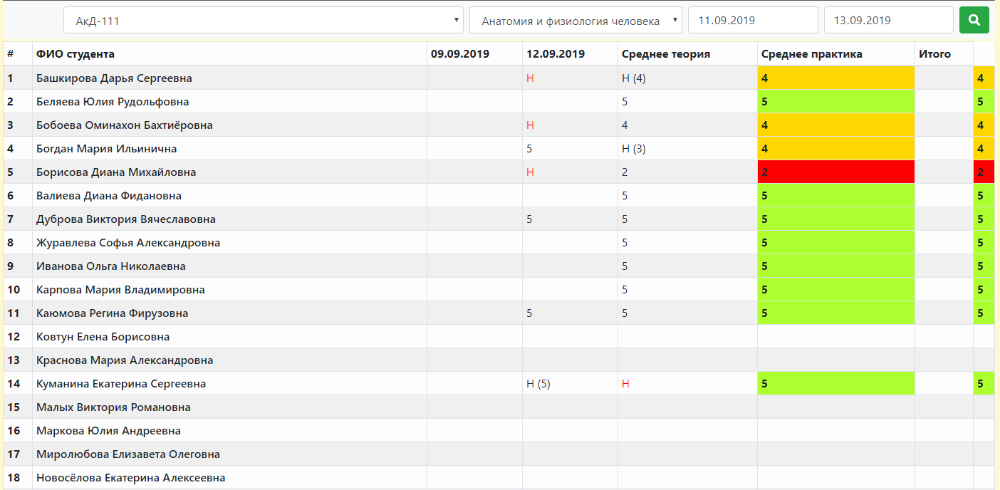 АкД-111 Анатомия и физиология человека 11.09.2019 13.09.2019
# ФИО студента 09.09.2019 12.09.2019 Среднее теория Среднее практика Итого
1 Башкирова Дарья Сергеевна Н Н (4) 4 4
2 Беляева Юлия Рудольфовна 5 5 5
3 Бобоева Оминахон Бахтиёровна Н 4 4 4
4 Богдан Мария Ильинична 5 Н (3) 4 4
5 Борисова Диана Михайловна Н 2 2 2
6 Валиева Диана Фидановна 5 5 5
7 Дуброва Виктория Вячеславовна 5 5 5 5
8 Журавлева Софья Александровна 5 5 5
9 Иванова Ольга Николаевна 5 5 5
10 Карпова Мария Владимировна 5 5 5
11 Каюмова Регина Фирузовна 5 5 5 5
12 Ковтун Елена Борисовна
13 Краснова Мария Александровна
14 Куманина Екатерина Сергеевна Н (5) Н 5 5
15 Малых Виктория Романовна
16 Маркова Юлия Андреевна
17 Миролюбова Елизавета Олеговна
18 Новосёлова Екатерина Алексеевна